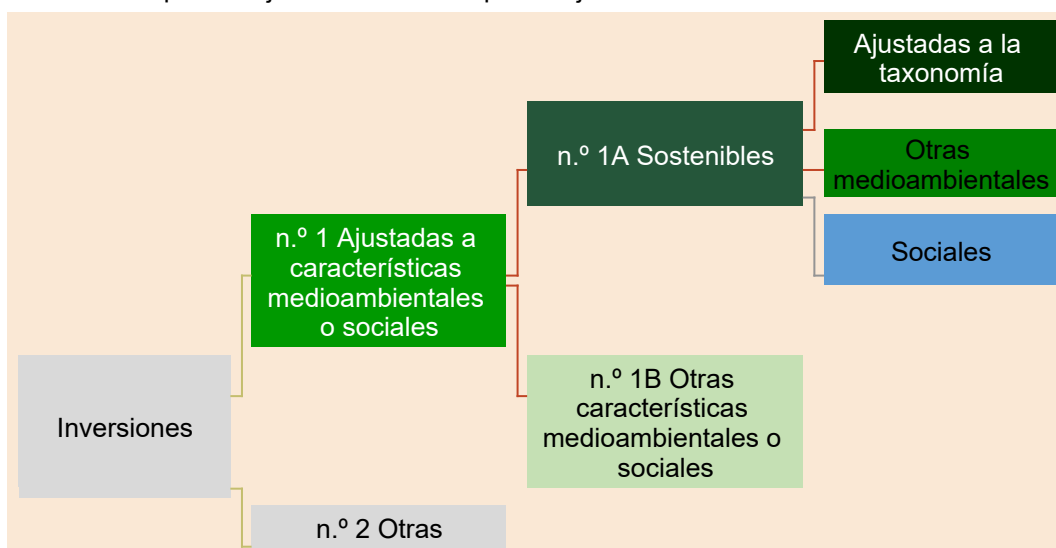 Ajustadas a la
taxonomía
n.º 1A Sostenibles
Otras
medioambientales
n.º 1 Ajustadas a
características
medioambientales
o sociales
Sociales
n.º 1B Otras
características
medioambientales o
sociales
Inversiones
n.º 2 Otras